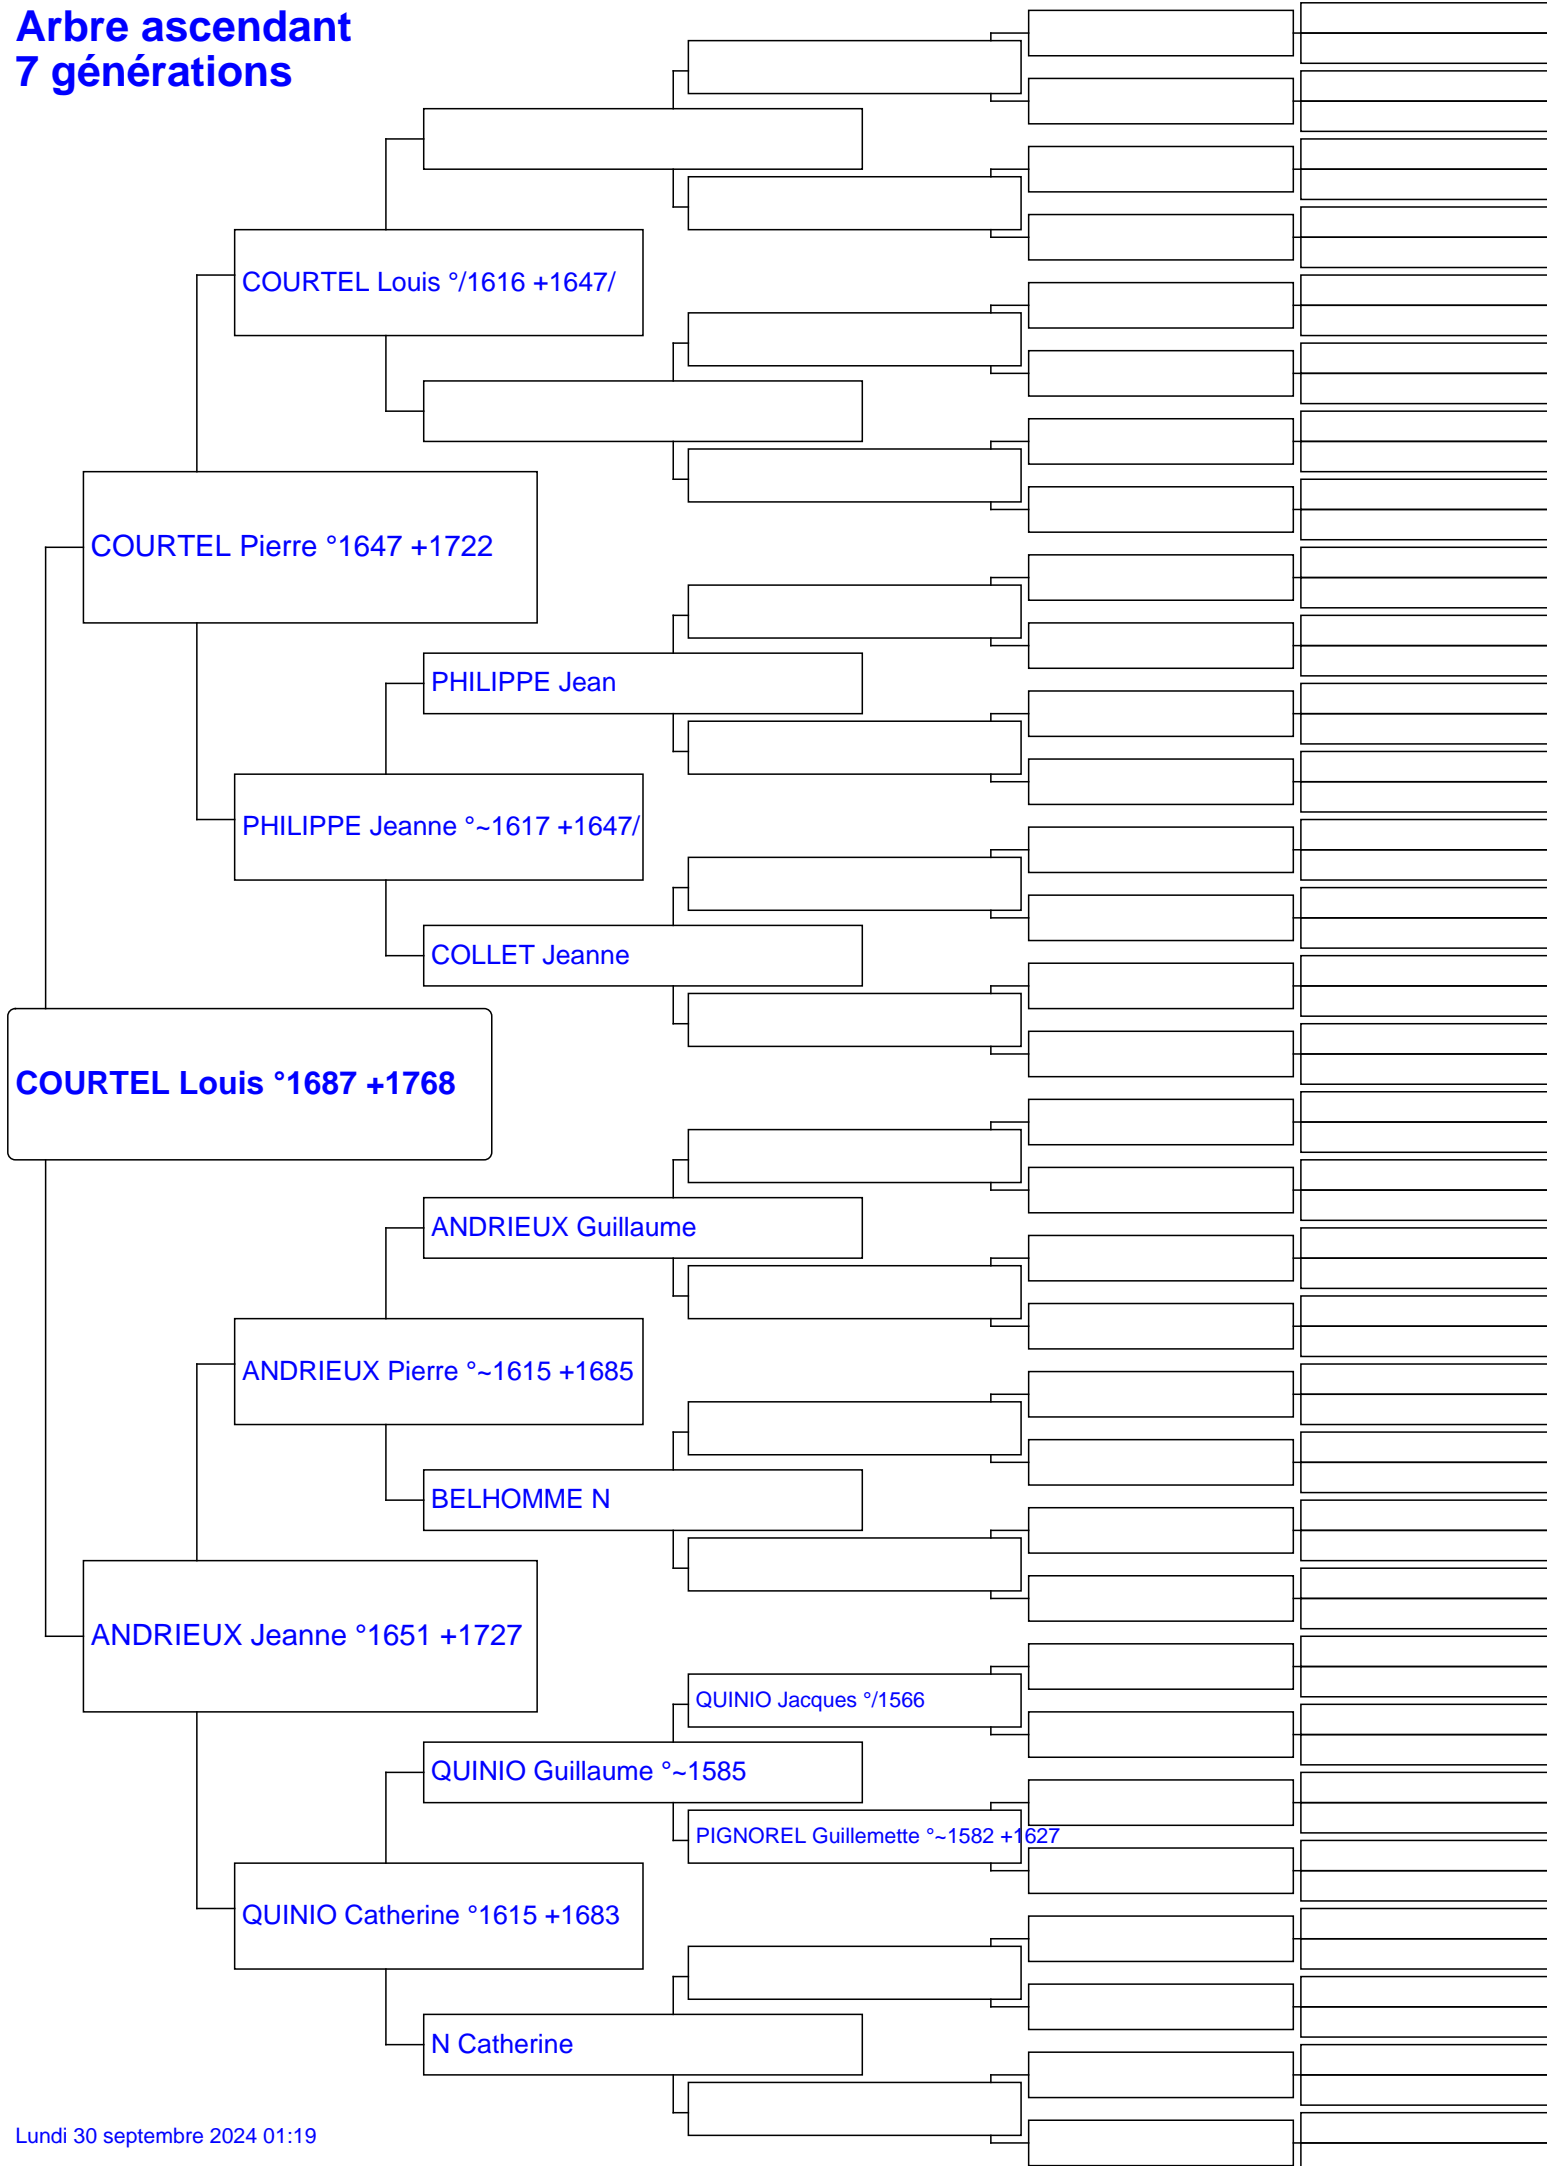 Arbre ascendant
7 générations
COURTEL Louis °/1616 +1647/
COURTEL Pierre °1647 +1722
PHILIPPE Jean
PHILIPPE Jeanne °~1617 +1647/
COLLET Jeanne
COURTEL Louis °1687 +1768
ANDRIEUX Guillaume
ANDRIEUX Pierre °~1615 +1685
BELHOMME N
ANDRIEUX Jeanne °1651 +1727
QUINIO Jacques °/1566
QUINIO Guillaume °~1585
PIGNOREL Guillemette °~1582 +1627
QUINIO Catherine °1615 +1683
N Catherine
Lundi 30 septembre 2024 01:19